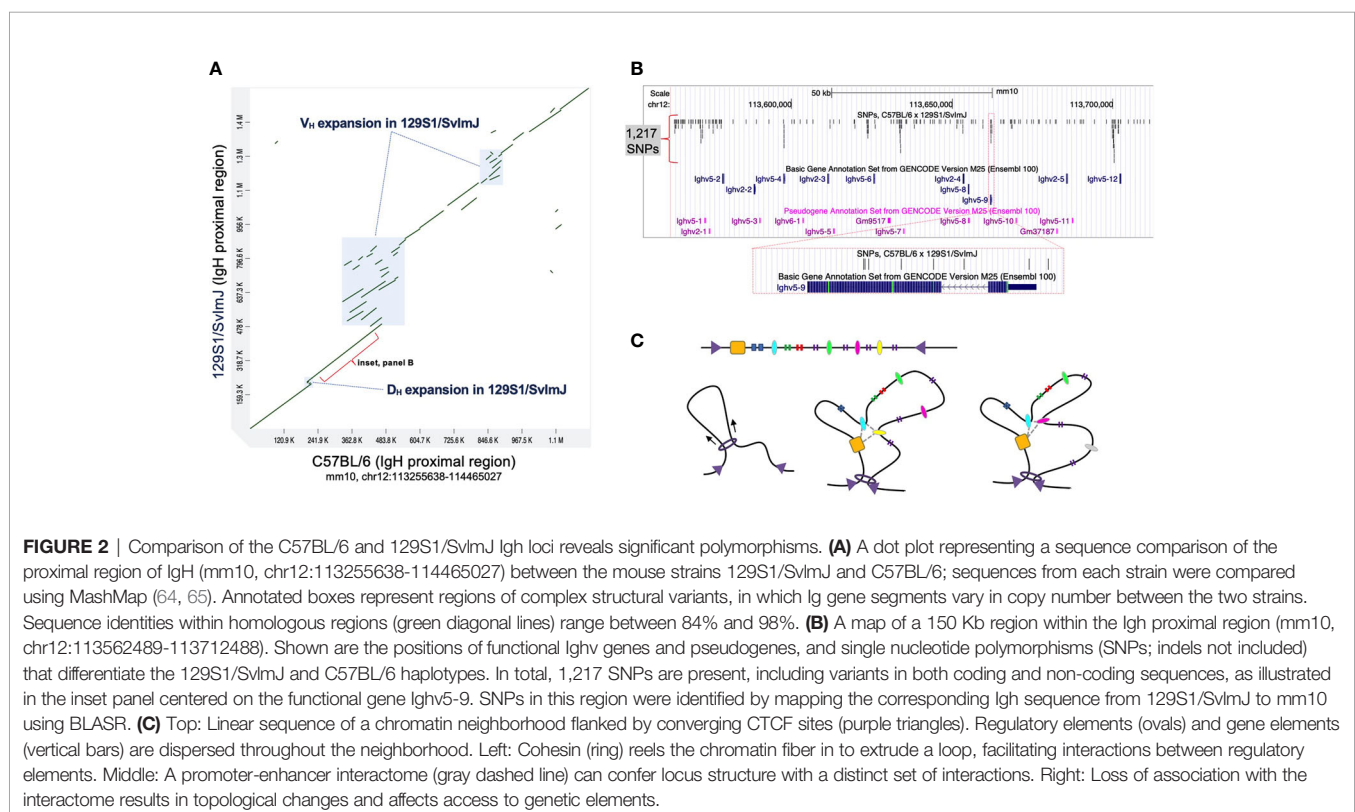 A
V_H expansion in 129S1/SvlmJ
D_H expansion in 129S1/SvlmJ
inset, panel B
129S1/SvlmJ (IgH proximal region)
1.4 M
1.3 M
1.1 M
956 K
796.6 K
637.3 K
478 K
318.7 K
159.3 K
120.9 K 241.9 K 362.8 K 483.8 K 604.7 K 725.6 K 846.6 K 967.5 K 1.1 M
C57BL/6 (IgH proximal region)
mm10, chr12:113255638-114465027
B
Scale 50 kb mm10
chr12: 113,600,000 113,650,000 113,700,000
SNPs, C57BL/6 x 129S1/SvlmJ
1,217
SNPs
Basic Gene Annotation Set from GENCODE Version M25 (Ensembl 100)
Ighv5-2 Ighv5-4 Ighv2-3 Ighv5-6 Ighv2-4 Ighv2-5 Ighv5-12
Ighv2-2 Ighv5-8
Ighv5-9
Pseudogene Annotation Set from GENCODE Version M25 (Ensembl 100)
Ighv5-1 Ighv5-3 Ighv6-1 Gm9517 Ighv5-8 Ighv5-10 Ighv5-11
Ighv2-1 Ighv5-5 Ighv5-7 Gm37187
SNPs, C57BL/6 x 129S1/SvlmJ
Basic Gene Annotation Set from GENCODE Version M25 (Ensembl 100)
Ighv5-9
C
FIGURE 2 | Comparison of the C57BL/6 and 129S1/SvlmJ Igh loci reveals significant polymorphisms. (A) A dot plot representing a sequence comparison of the
proximal region of IgH (mm10, chr12:113255638-114465027) between the mouse strains 129S1/SvlmJ and C57BL/6; sequences from each strain were compared
using MashMap (64, 65). Annotated boxes represent regions of complex structural variants, in which Ig gene segments vary in copy number between the two strains.
Sequence identities within homologous regions (green diagonal lines) range between 84% and 98%. (B) A map of a 150 Kb region within the Igh proximal region (mm10,
chr12:113562489-113712488). Shown are the positions of functional Ighv genes and pseudogenes, and single nucleotide polymorphisms (SNPs; indels not included)
that differentiate the 129S1/SvlmJ and C57BL/6 haplotypes. In total, 1,217 SNPs are present, including variants in both coding and non-coding sequences, as illustrated
in the inset panel centered on the functional gene Ighv5-9. SNPs in this region were identified by mapping the corresponding Igh sequence from 129S1/SvlmJ to mm10
using BLASR. (C) Top: Linear sequence of a chromatin neighborhood flanked by converging CTCF sites (purple triangles). Regulatory elements (ovals) and gene elements
(vertical bars) are dispersed throughout the neighborhood. Left: Cohesin (ring) reels the chromatin fiber in to extrude a loop, facilitating interactions between regulatory
elements. Middle: A promoter-enhancer interactome (gray dashed line) can confer locus structure with a distinct set of interactions. Right: Loss of association with the
interactome results in topological changes and affects access to genetic elements.